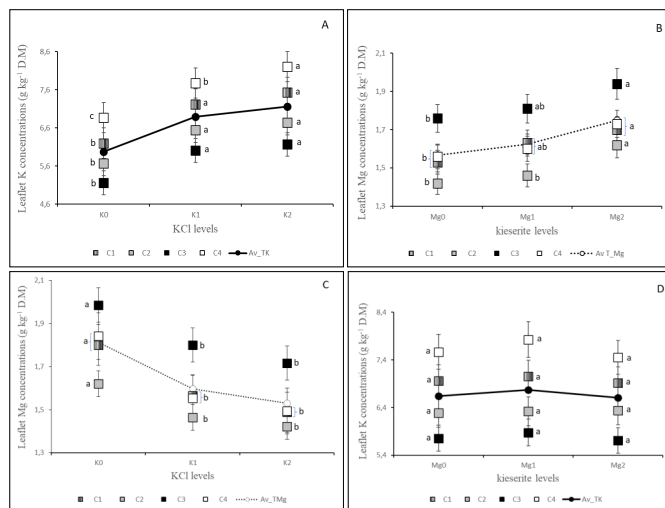 A
Leaflet K concentrations (g kg-1 D.M)
8,6
7,6
6,6
5,6
4,6
c
b
b
b
b
a
a
a
a
a
a
a
K0
K1
K2
KCl levels
C1 C2 C3 C4 Av_TK
B
Leaflet Mg concentrations (g kg-1 D.M)
2,1
1,9
1,7
1,5
1,3
b
b
b
ab
ab
b
a
a
a
Mg0
Mg1
Mg2
kieserite levels
C1 C2 C3 C4 Av T_Mg
C
Leaflet Mg concentrations (g kg-1 D.M)
2,1
1,9
1,7
1,5
1,3
a
a
a
b
b
b
b
b
b
K0
K1
K2
KCl levels
C1 C2 C3 C4 Av_TMg
D
Leaflet K concentrations (g kg-1 D.M)
8,4
7,4
6,4
5,4
a
a
a
a
a
a
a
a
a
a
a
a
Mg0
Mg1
Mg2
kieserite levels
C1 C2 C3 C4 Av_TK